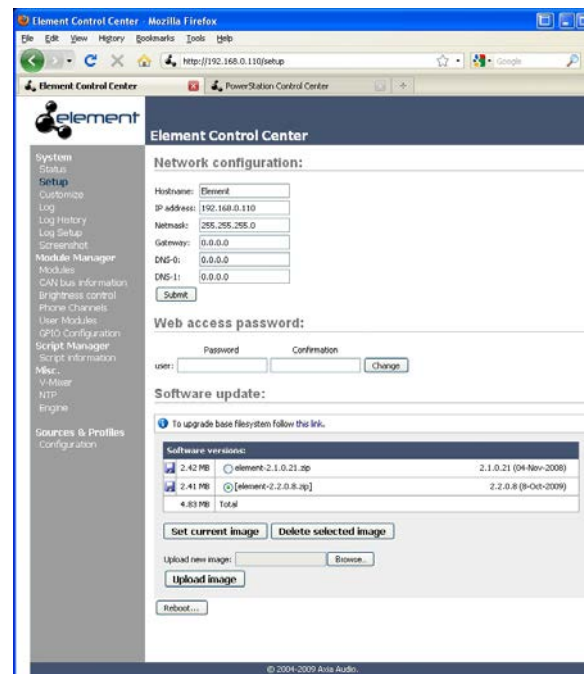 Element Control Center - Mozilla Firefox
File Edit View History Bookmarks Tools Help
http://192.168.0.110/setup
Google
Element Control Center
PowerStation Control Center
element
Element Control Center
System
Status
Setup
Customize
Log
Log History
Log Setup
Screenshot
Module Manager
Modules
CAN bus information
Brightness control
Phone Channels
User Modules
GPIO Configuration
Script Manager
Script information
Misc.
V-Mixer
NTP
Engine
Sources & Profiles
Configuration
Network configuration:
Hostname: Element
IP address: 192.168.0.110
Netmask: 255.255.255.0
Gateway: 0.0.0.0
DNS-0: 0.0.0.0
DNS-1: 0.0.0.0
Submit
Web access password:
Password Confirmation
user: Change
Software update:
To upgrade base filesystem follow this link.
Software versions:
2.42 MB element-2.1.0.21.zip 2.1.0.21 (04-Nov-2008)
2.41 MB [element-2.2.0.8.zip] 2.2.0.8 (8-Oct-2009)
4.83 MB Total
Set current image Delete selected image
Upload new image: Browse...
Upload image
Reboot...
© 2004-2009 Axia Audio.